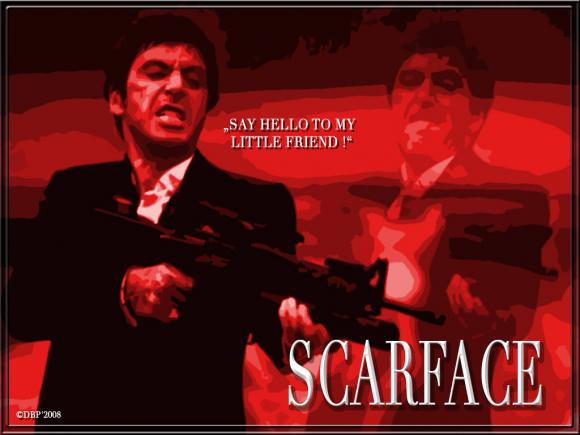 „SAY HELLO TO MY
LITTLE FRIEND !“
SCARFACE
©DBP'2008